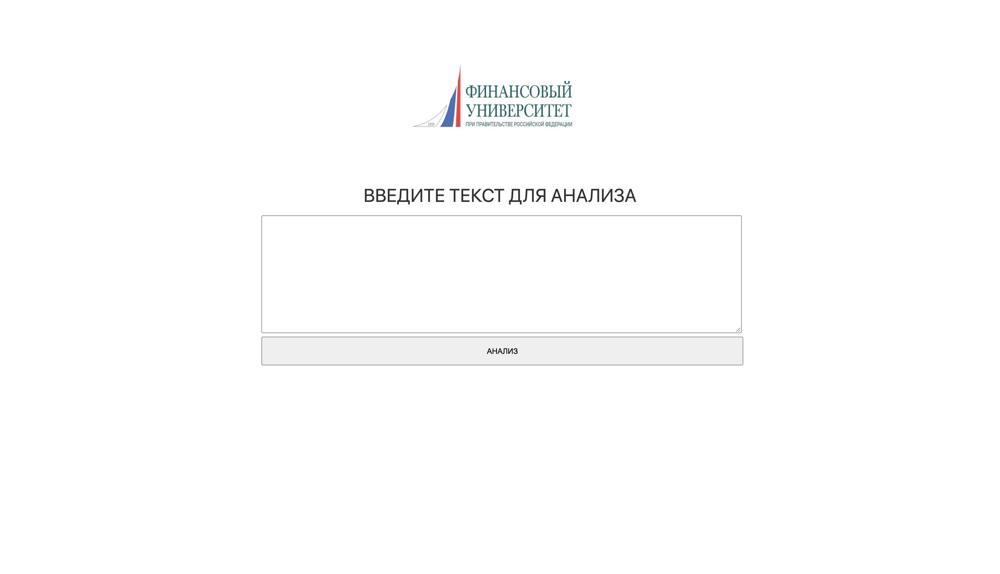 ФИНАНСОВЫЙ
УНИВЕРСИТЕТ
1919
ПРИ ПРАВИТЕЛЬСТВЕ РОССИЙСКОЙ ФЕДЕРАЦИИ
ВВЕДИТЕ ТЕКСТ ДЛЯ АНАЛИЗА
АНАЛИЗ